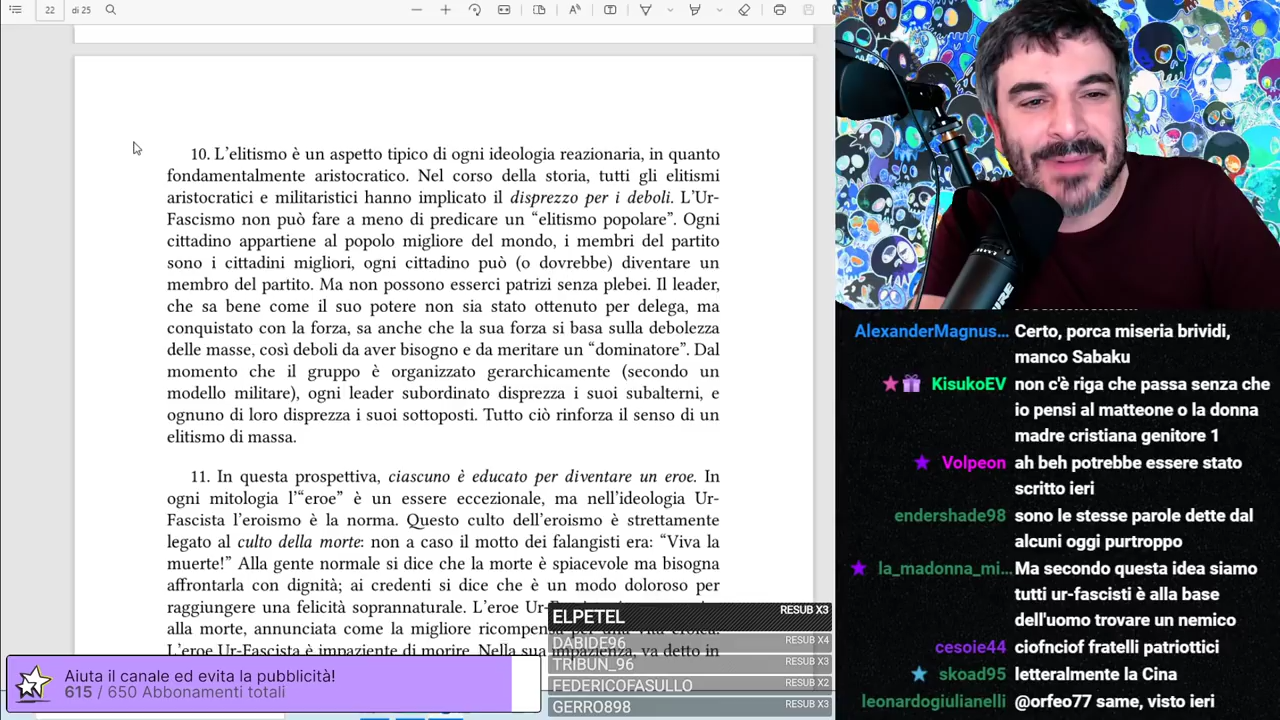 22 di 25
10. L’elitismo è un aspetto tipico di ogni ideologia reazionaria, in quanto
fondamentalmente aristocratico. Nel corso della storia, tutti gli elitismi
aristocratici e militaristici hanno implicato il disprezzo per i deboli. L’Ur-
Fascismo non può fare a meno di predicare un “elitismo popolare”. Ogni
cittadino appartiene al popolo migliore del mondo, i membri del partito
sono i cittadini migliori, ogni cittadino può (o dovrebbe) diventare un
membro del partito. Ma non possono esserci patrizi senza plebei. Il leader,
che sa bene come il suo potere non sia stato ottenuto per delega, ma
conquistato con la forza, sa anche che la sua forza si basa sulla debolezza
delle masse, così deboli da aver bisogno e da meritare un “dominatore”. Dal
momento che il gruppo è organizzato gerarchicamente (secondo un
modello militare), ogni leader subordinato disprezza i suoi subalterni, e
ognuno di loro disprezza i suoi sottoposti. Tutto ciò rinforza il senso di un
elitismo di massa.
11. In questa prospettiva, ciascuno è educato per diventare un eroe. In
ogni mitologia l’“eroe” è un essere eccezionale, ma nell’ideologia Ur-
Fascista l’eroismo è la norma. Questo culto dell’eroismo è strettamente
legato al culto della morte: non a caso il motto dei falangisti era: “Viva la
muerte!” Alla gente normale si dice che la morte è spiacevole ma bisogna
affrontarla con dignità; ai credenti si dice che è un modo doloroso per
raggiungere una felicità soprannaturale. L’eroe Ur-
alla morte, annunciata come la migliore ricompensa
L’eroe Ur-Fascista è impaziente di morire. Nella sua impazienza, va detto in
ELPETEL RESUB X3
DABIDE96 RESUB X4
TRIBUN_96 RESUB X3
FEDERICOFASULLO RESUB X2
GERRO898 RESUB X3
Aiuta il canale ed evita la pubblicità!
615 / 650 Abbonamenti totali
AlexanderMagnus… Certo, porca miseria brividi,
manco Sabaku
KisukoEV non c'è riga che passa senza che
io pensi al matteone o la donna
madre cristiana genitore 1
Volpeon ah beh potrebbe essere stato
scritto ieri
endershade98 sono le stesse parole dette dal
alcuni oggi purtroppo
la_madonna_mi… Ma secondo questa idea siamo
tutti ur-fascisti è alla base
dell'uomo trovare un nemico
cesoie44 ciofnciof fratelli patriottici
skoad95 letteralmente la Cina
leonardogiulianelli @orfeo77 same, visto ieri